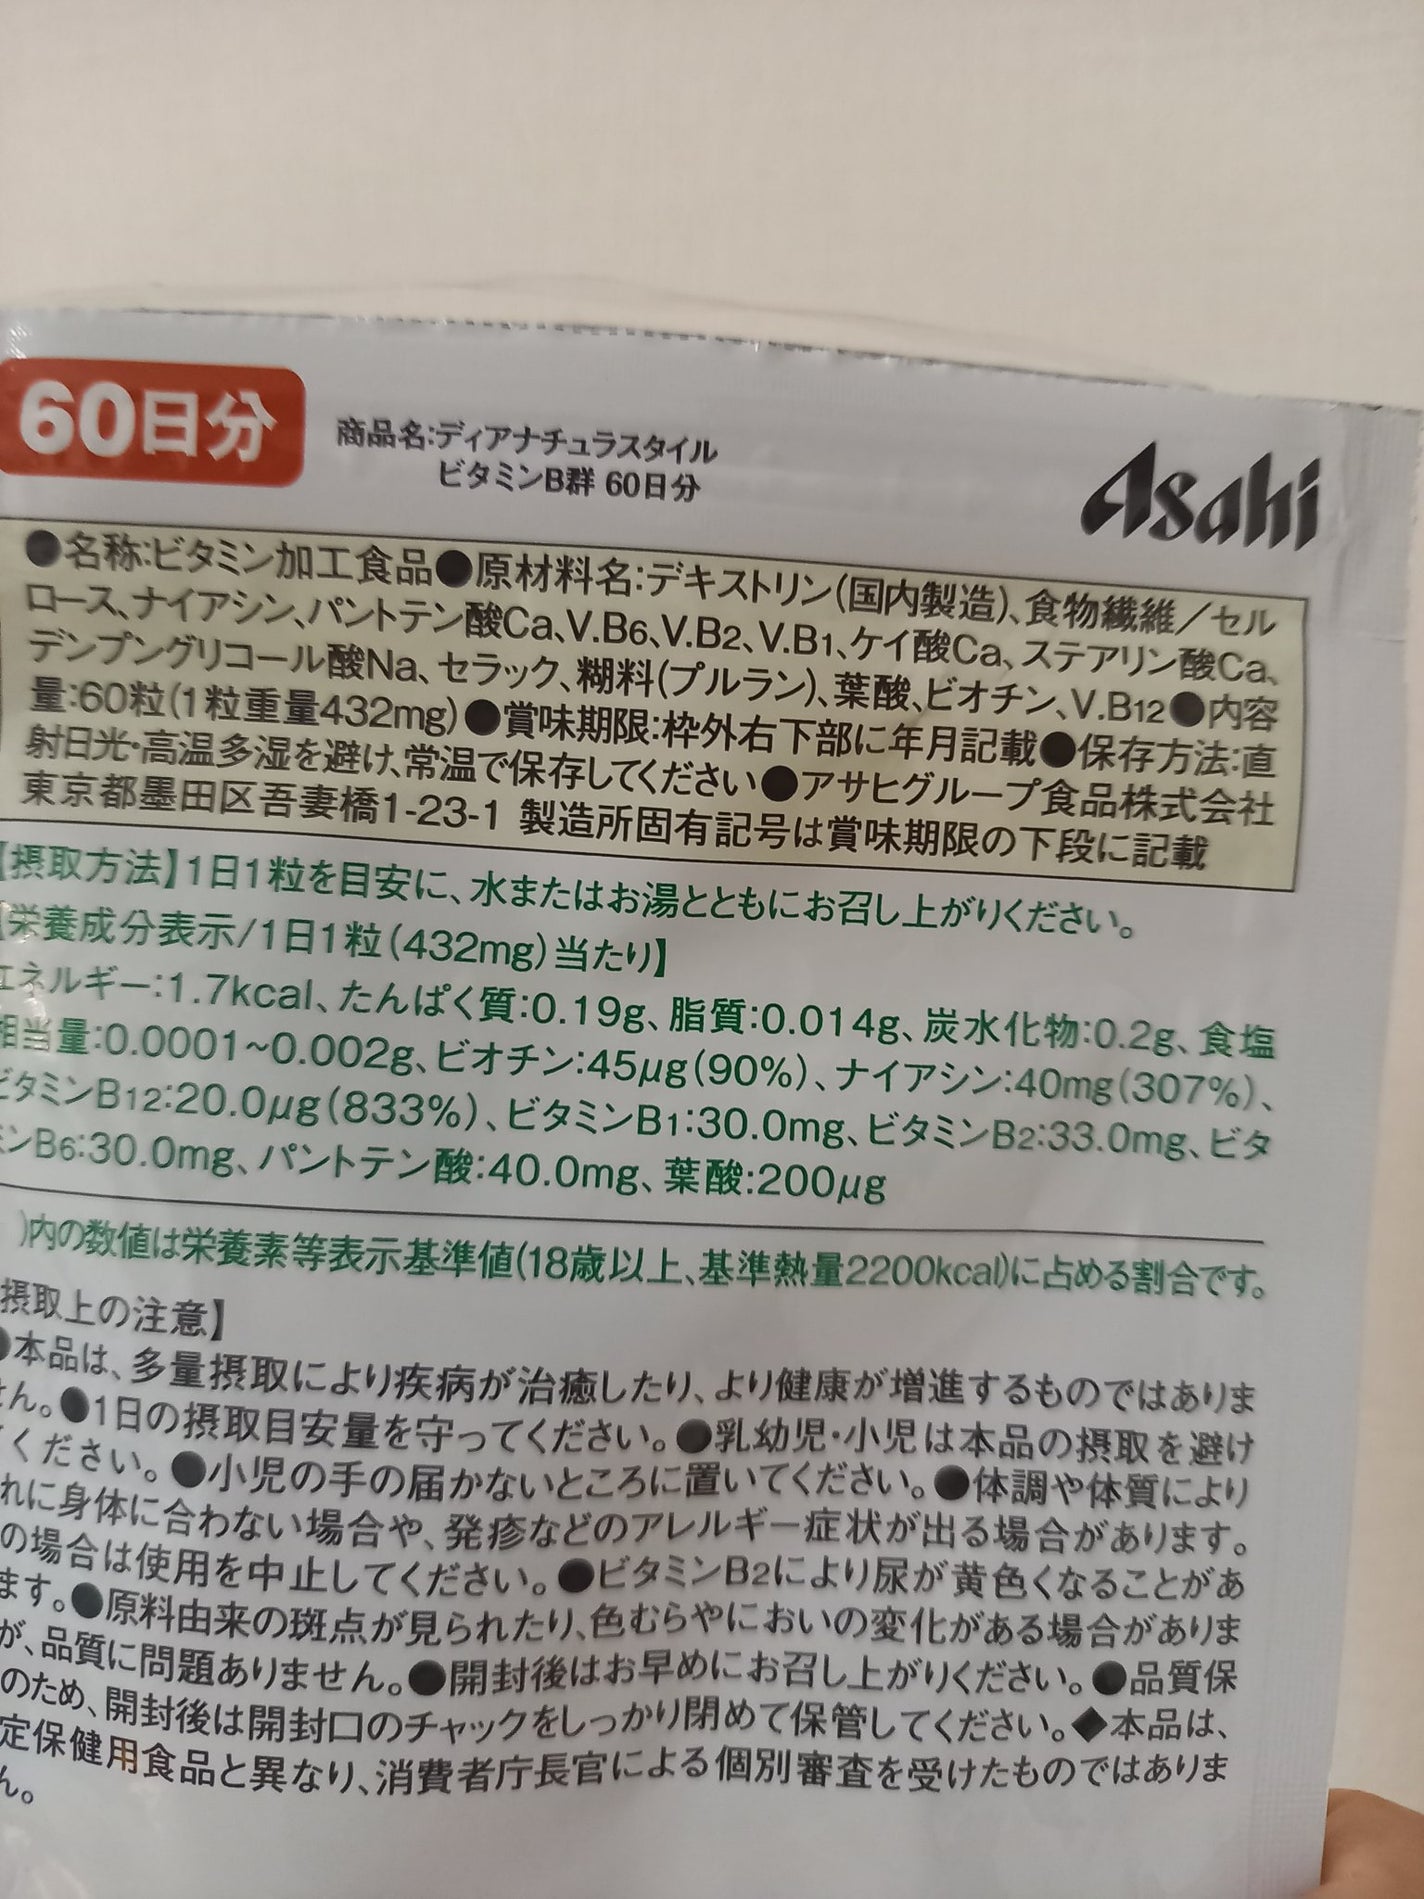 60日分
商品名:ディアナチュラスタイル
ビタミンB群 60日分
Asahi
●名称:ビタミン加工食品●原材料名:デキストリン(国内製造)、食物繊維/セル
ロース、ナイアシン、パントテン酸Ca、V.B6、V.B2、V.B1、ケイ酸Ca、ステアリン酸Ca、
デンプングリコール酸Na、セラック、糊料(プルラン)、葉酸、ビオチン、V.B12●内容
量:60粒(1粒重量432mg)●賞味期限:枠外右下部に年月記載●保存方法:直
射日光・高温多湿を避け、常温で保存してください●アサヒグループ食品株式会社
東京都墨田区吾妻橋1-23-1 製造所固有記号は賞味期限の下段に記載
【摂取方法】1日1粒を目安に、水またはお湯とともにお召し上がりください。
【栄養成分表示/1日1粒(432mg)当たり】
エネルギー:1.7kcal、たんぱく質:0.19g、脂質:0.014g、炭水化物:0.2g、食塩
相当量:0.0001~0.002g、ビオチン:45μg(90%)、ナイアシン:40mg(307%)、
ビタミンB12:20.0μg(833%)、ビタミンB1:30.0mg、ビタミンB2:33.0mg、ビタ
ミンB6:30.0mg、パントテン酸:40.0mg、葉酸:200μg
)内の数値は栄養素等表示基準値(18歳以上、基準熱量2200kcal)に占める割合です。
摂取上の注意】
●本品は、多量摂取により疾病が治癒したり、より健康が増進するものではありま
せん。●1日の摂取目安量を守ってください。●乳幼児・小児は本品の摂取を避け
てください。●小児の手の届かないところに置いてください。●体調や体質により
れに身体に合わない場合や、発疹などのアレルギー症状が出る場合があります。
の場合は使用を中止してください。●ビタミンB2により尿が黄色くなることがあ
ます。●原料由来の斑点が見られたり、色むらやにおいの変化がある場合がありま
が、品質に問題ありません。●開封後はお早めにお召し上がりください。●品質保
のため、開封後は開封口のチャックをしっかり閉めて保管してください。◆本品は、
定保健用食品と異なり、消費者庁長官による個別審査を受けたものではありま
ん。